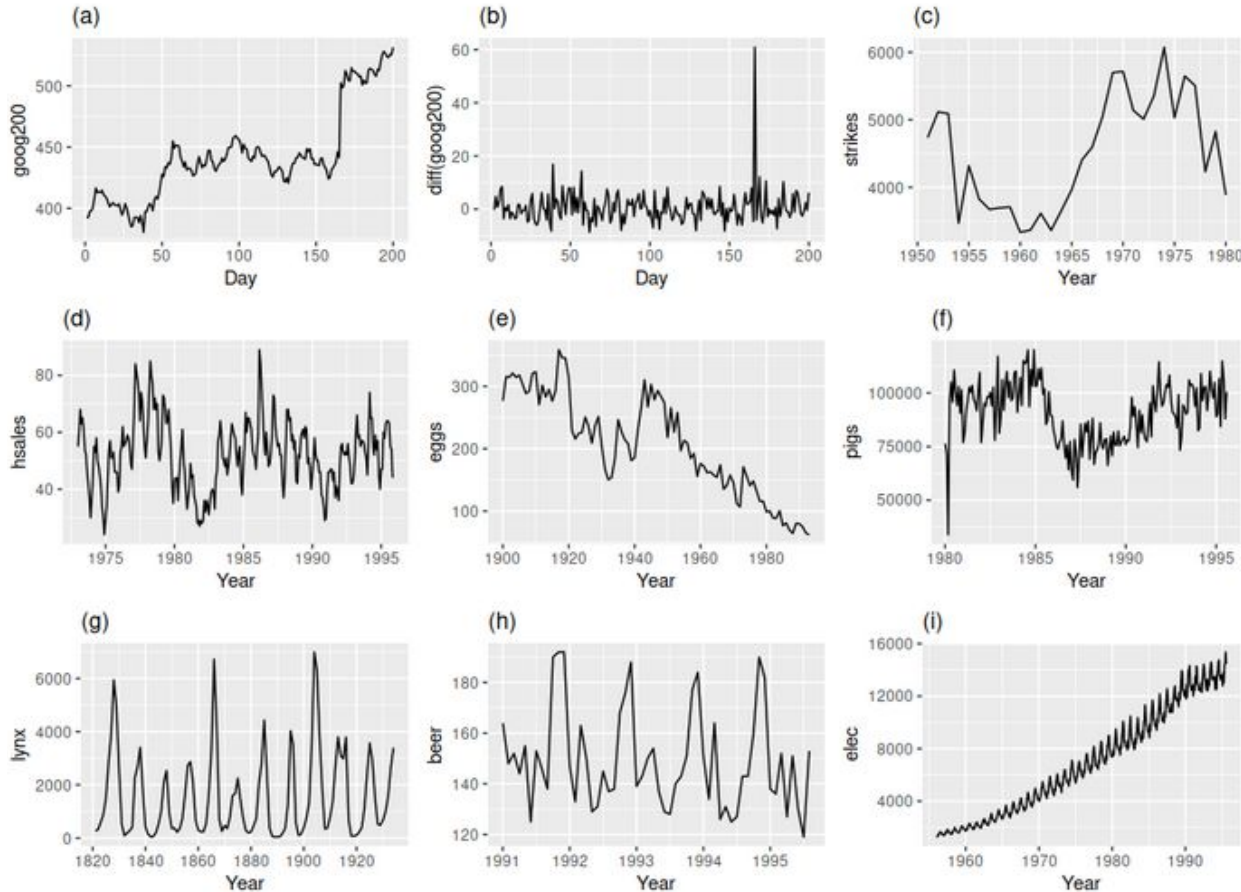 (a)
goog200
500
450
400
0
50
100
150
200
Day
(b)
diff(goog200)
60
40
20
0
0
50
100
150
200
Day
(c)
strikes
6000
5000
4000
1950
1955
1960
1965
1970
1975
1980
Year
(d)
hsales
80
60
40
1975
1980
1985
1990
1995
Year
(e)
eggs
300
200
100
1900
1920
1940
1960
1980
Year
(f)
pigs
100000
75000
50000
1980
1985
1990
1995
Year
(g)
lynx
6000
4000
2000
0
1820
1840
1860
1880
1900
1920
Year
(h)
beer
180
160
140
120
1991
1992
1993
1994
1995
Year
(i)
elec
16000
12000
8000
4000
1960
1970
1980
1990
Year